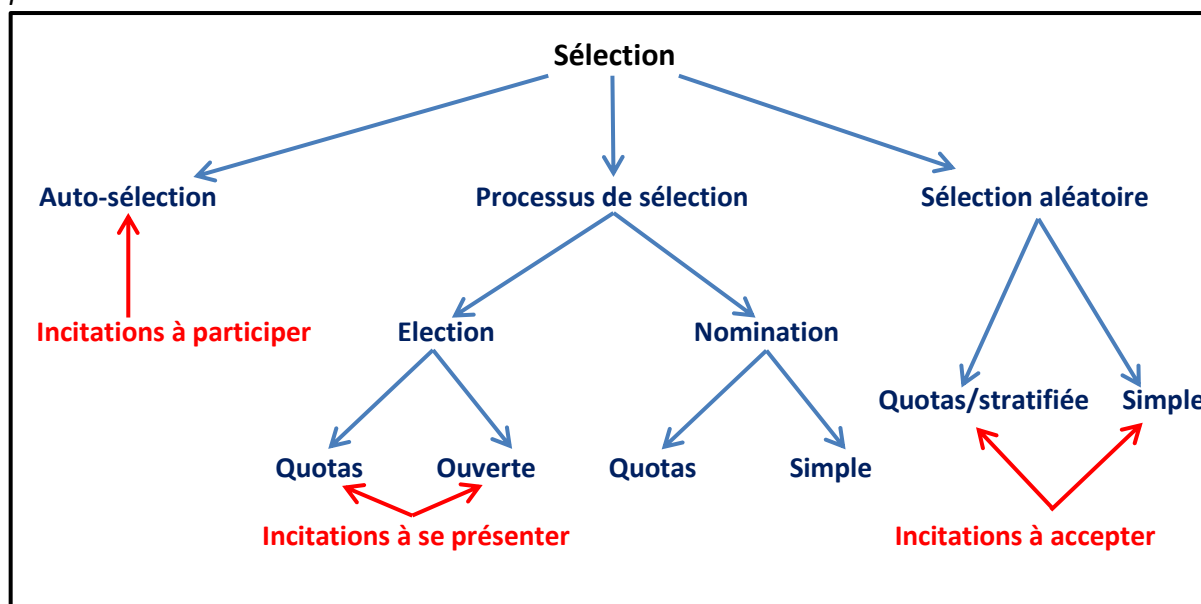 Sélection
Auto-sélection
Processus de sélection
Sélection aléatoire
Incitations à participer
Election
Nomination
Quotas/stratifiée
Simple
Quotas
Ouverte
Quotas
Simple
Incitations à se présenter
Incitations à accepter